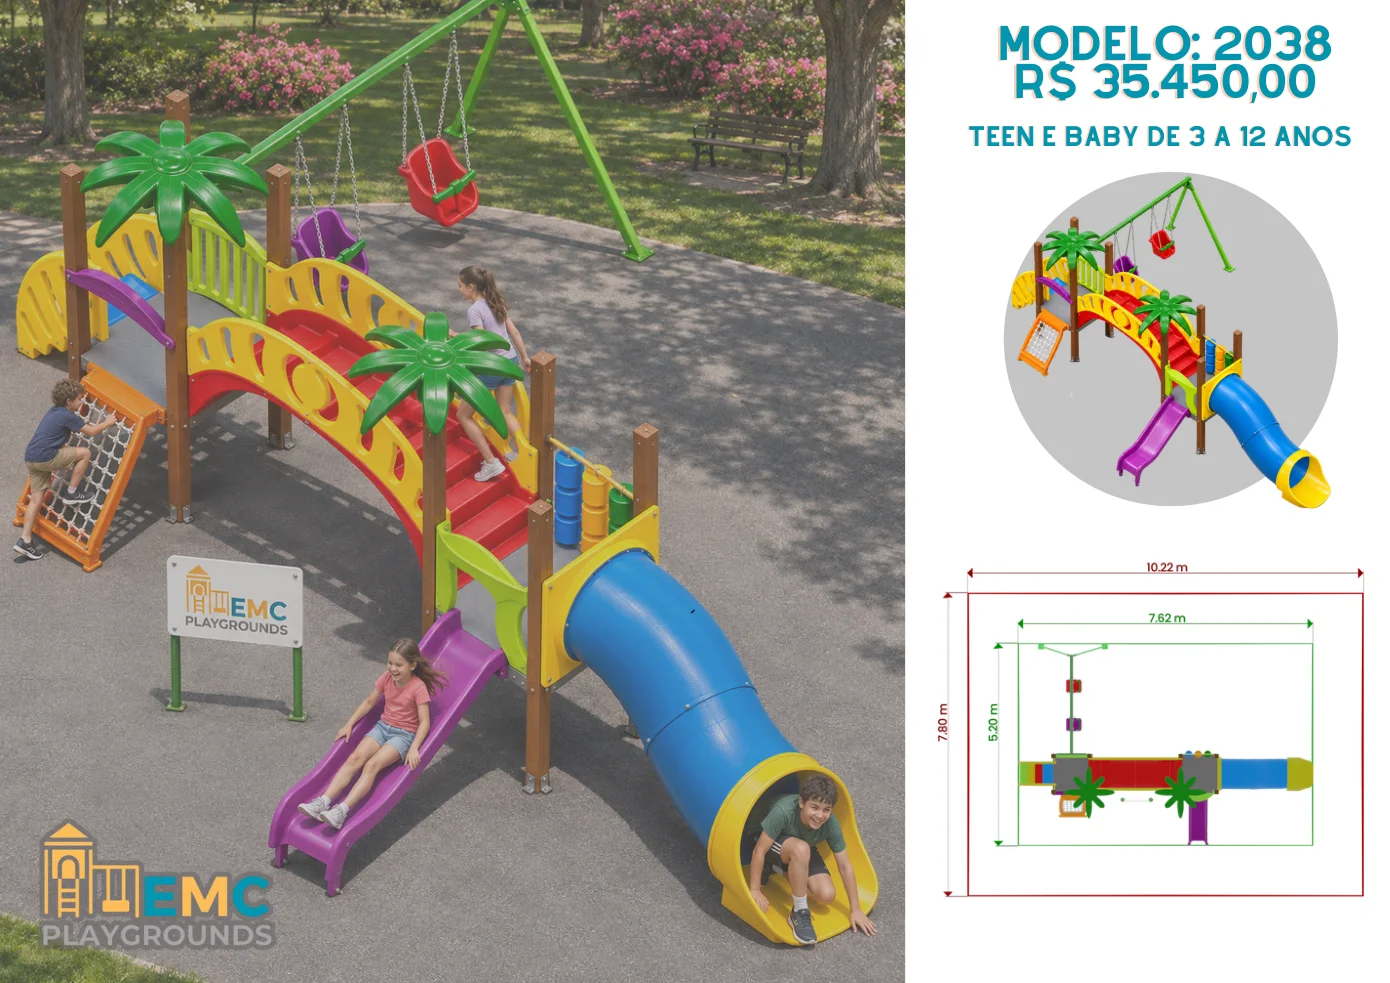 MODELO: 2038
R$ 35.450,00
TEEN E BABY DE 3 A 12 ANOS
EMC
PLAYGROUNDS
EMC
PLAYGROUNDS
10.22 m
7.62 m
7.80 m
5.20 m